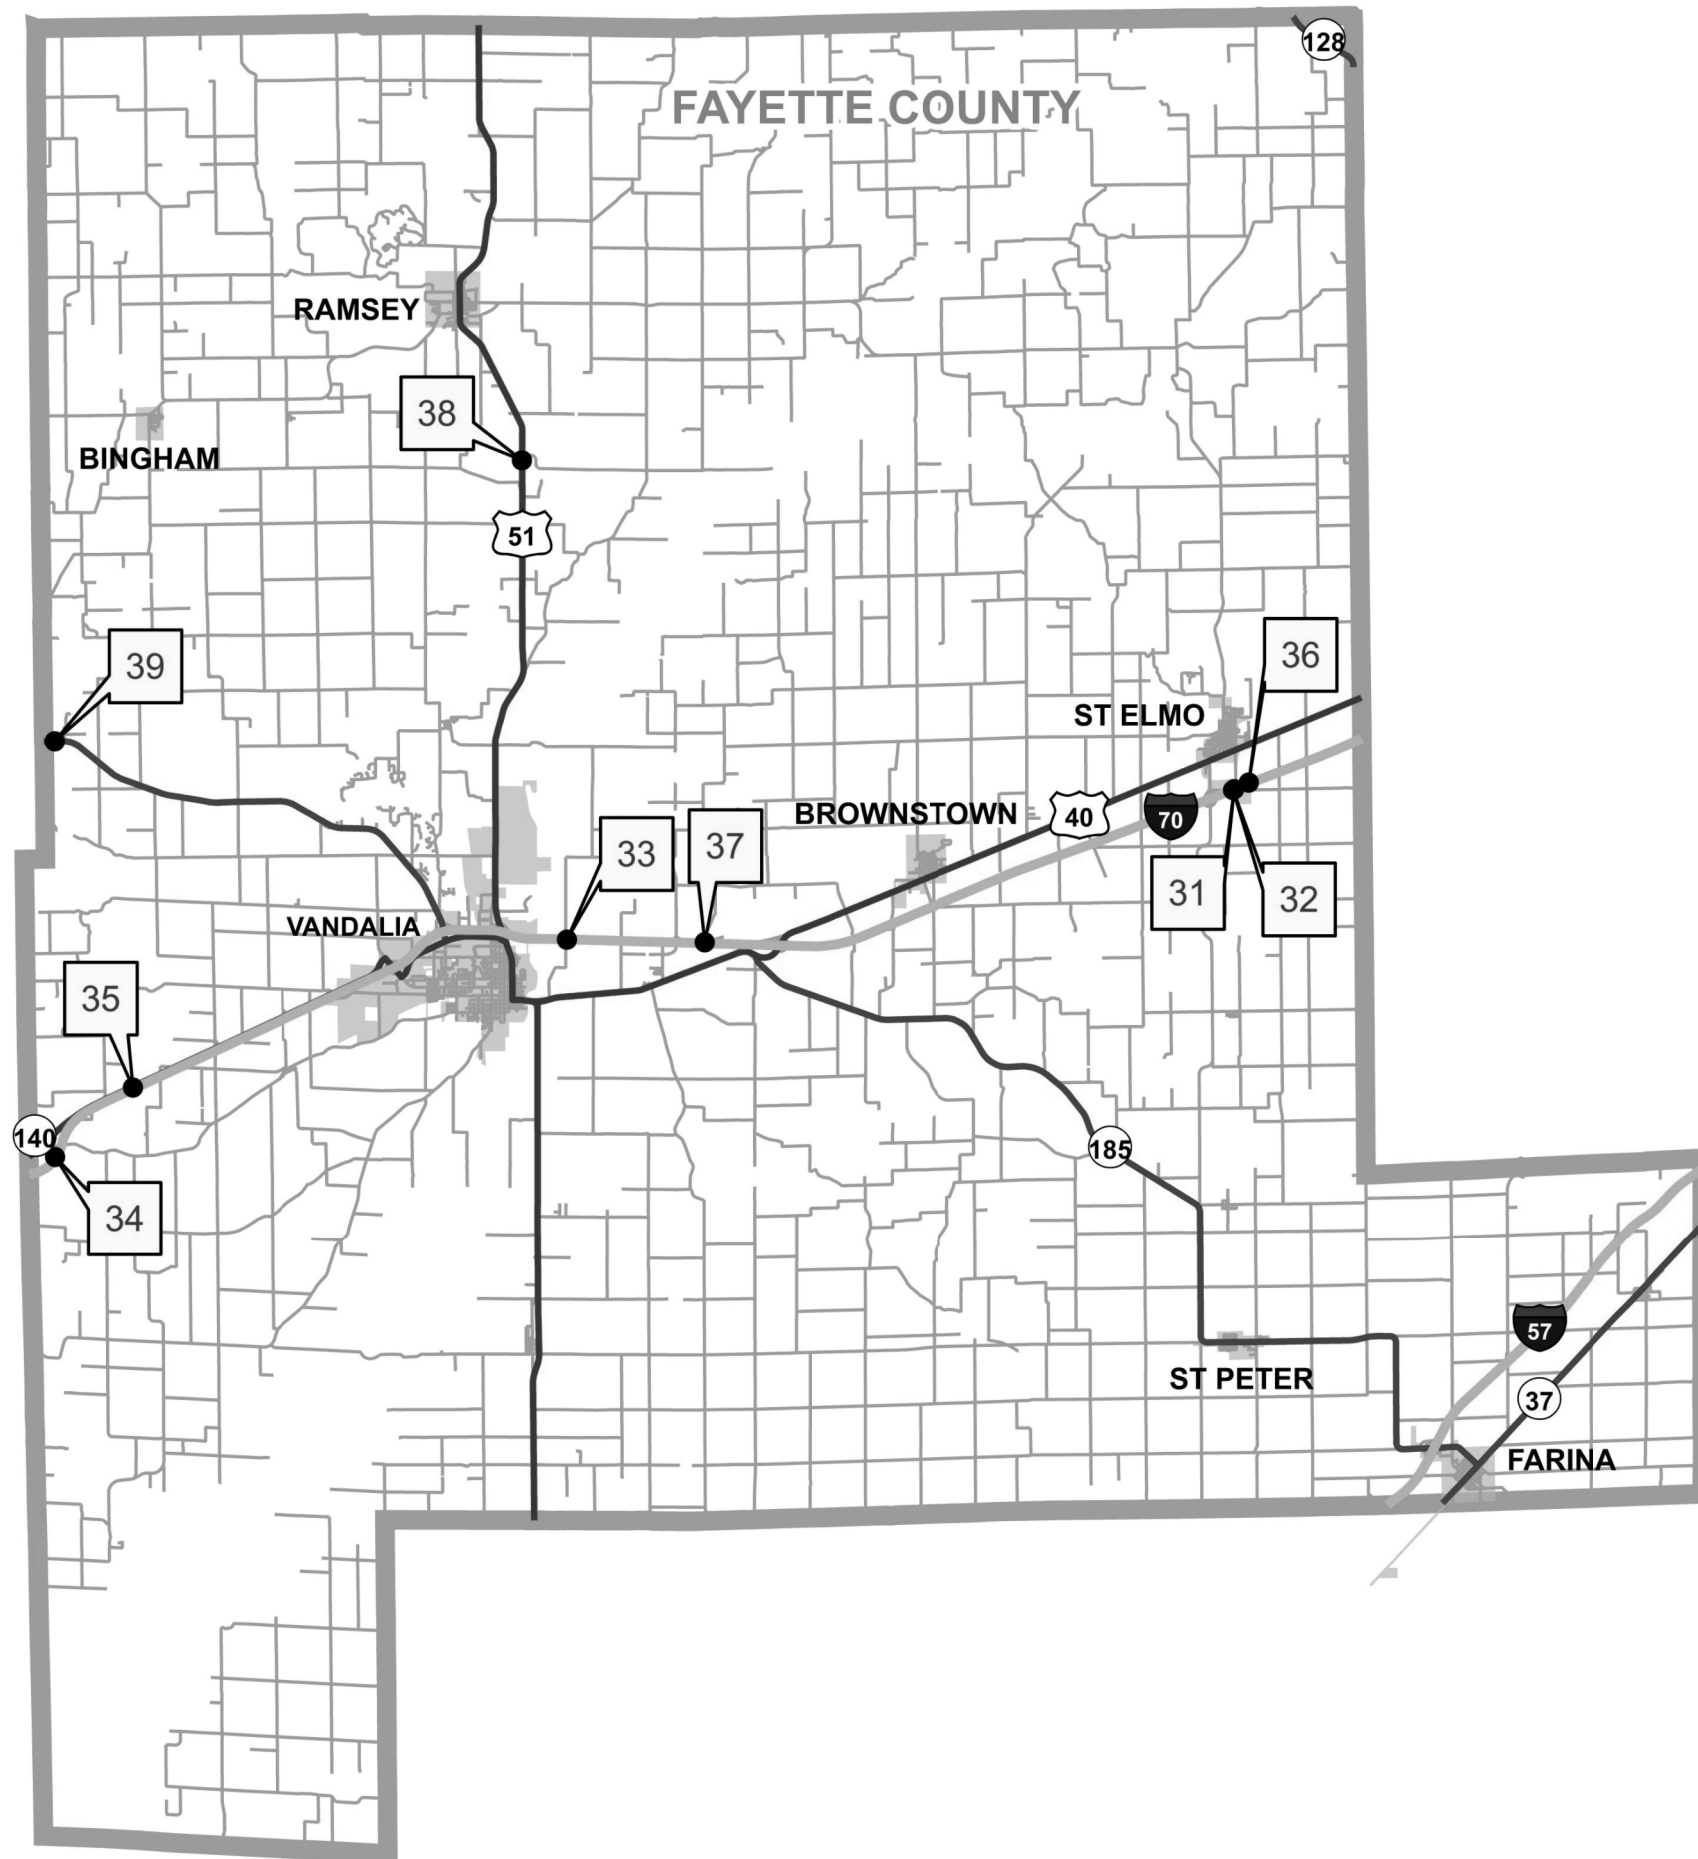 128
FAYETTE COUNTY
RAMSEY
38
BINGHAM
51
36
39
ST ELMO
BROWNSTOWN
40
70
33
37
31
32
VANDALIA
35
140
185
34
57
ST PETER
37
FARINA